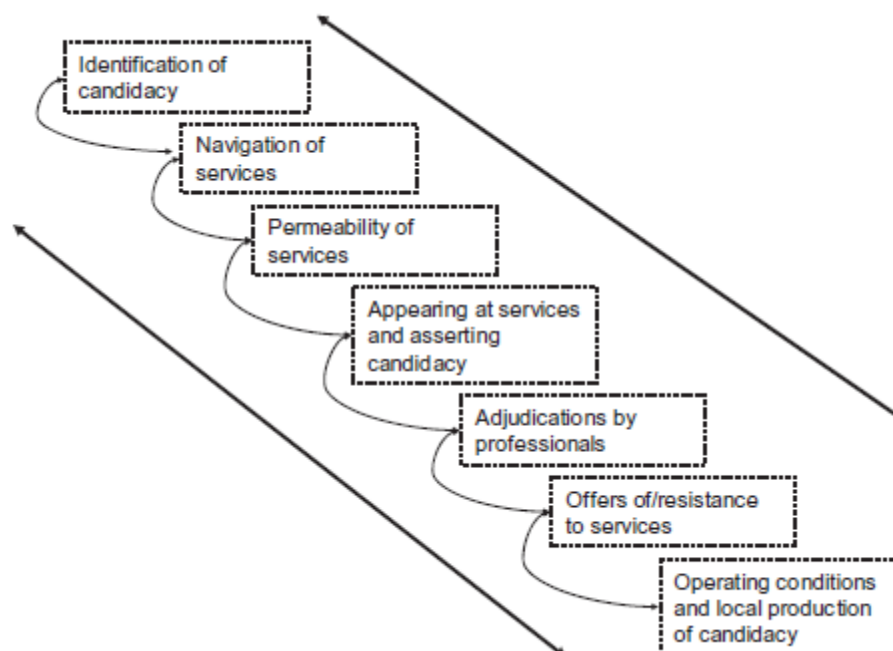 Identification of
candidacy
Navigation of
services
Permeability of
services
Appearing at services
and asserting
candidacy
Adjudications by
professionals
Offers of/resistance
to services
Operating conditions
and local production
of candidacy